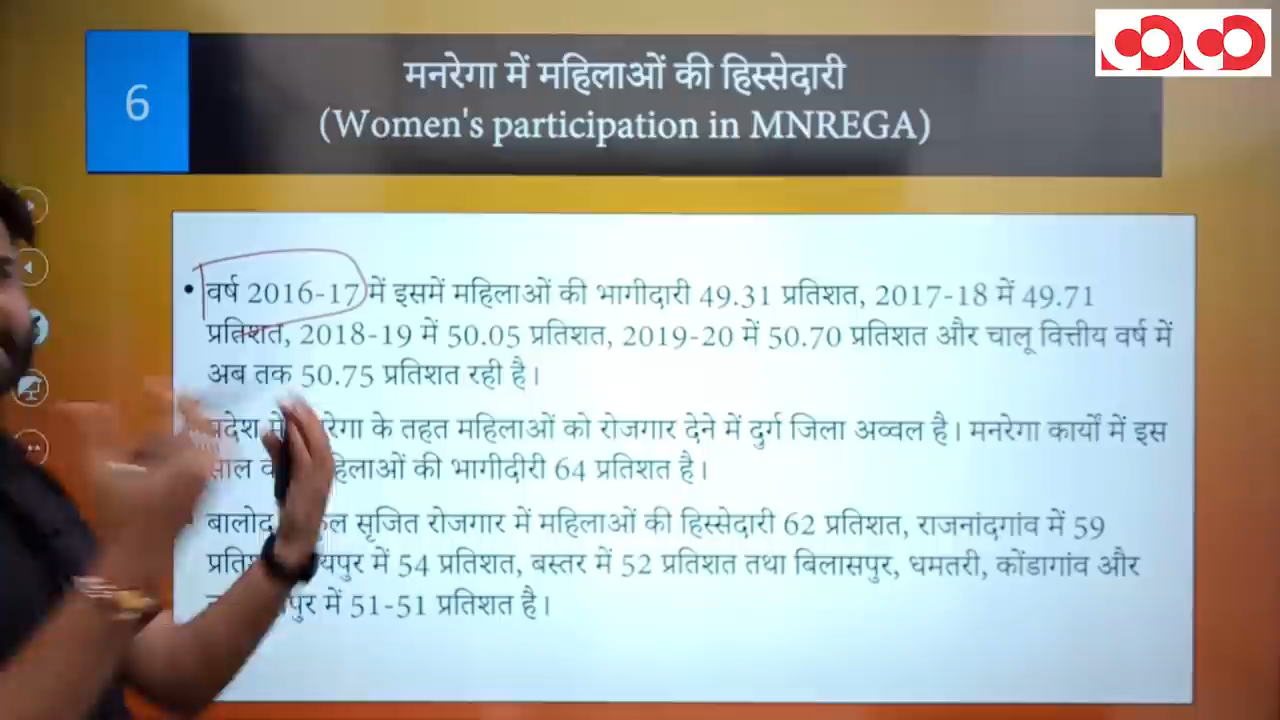 6
मनरेगा में महिलाओं की हिस्सेदारी
(Women's participation in MNREGA)
• वर्ष 2016-17 में इसमें महिलाओं की भागीदारी 49.31 प्रतिशत, 2017-18 में 49.71
प्रतिशत, 2018-19 में 50.05 प्रतिशत, 2019-20 में 50.70 प्रतिशत और चालू वित्तीय वर्ष में
अब तक 50.75 प्रतिशत रही है।
के तहत महिलाओं को रोजगार देने में दुर्ग जिला अव्वल है। मनरेगा कार्यों में इस
साल की भागीदीरी 64 प्रतिशत है।
बालोद सृजित रोजगार में महिलाओं की हिस्सेदारी 62 प्रतिशत, राजनांदगांव में 59
में 54 प्रतिशत, बस्तर में 52 प्रतिशत तथा बिलासपुर, धमतरी, कोंडागांव और
में 51-51 प्रतिशत है।